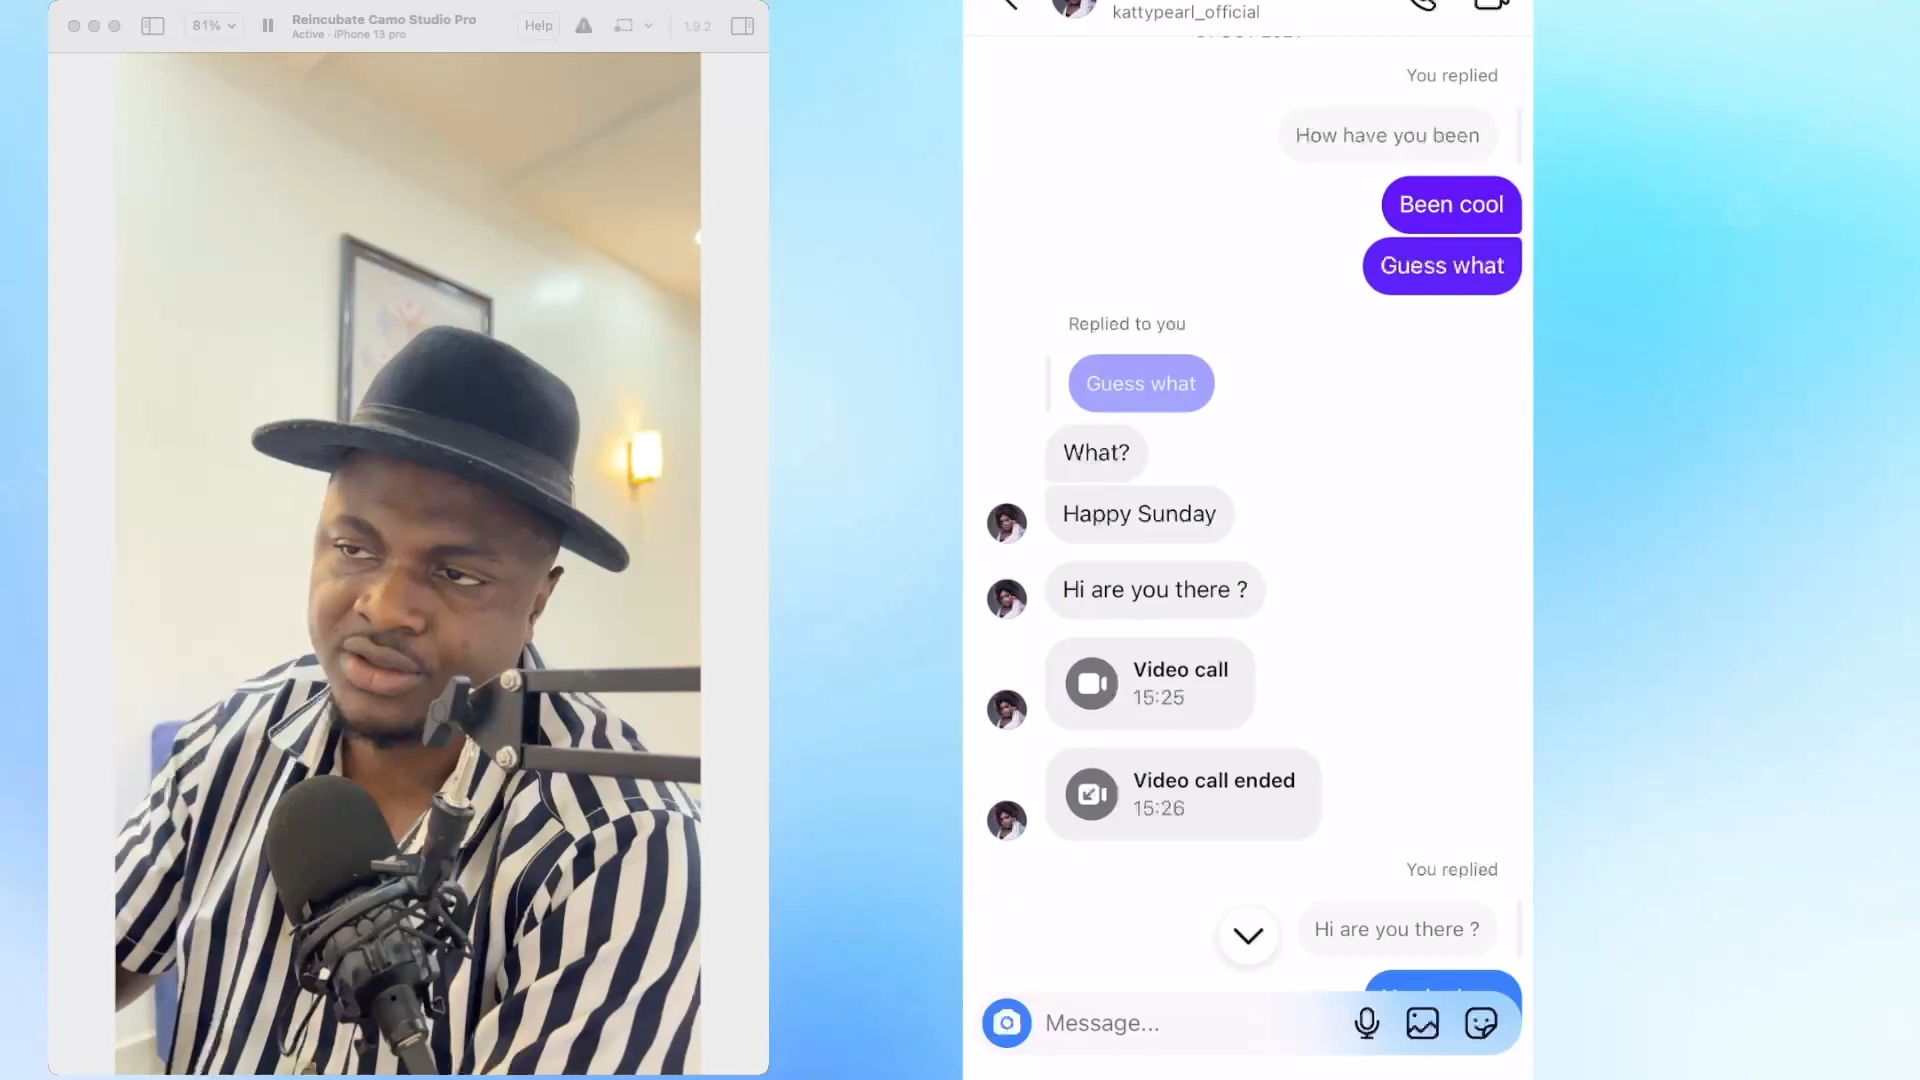 81%
Reincubate Camo Studio Pro
Active - iPhone 13 pro
Help
1.9.2
kattypearl_official
You replied
How have you been
Been cool
Guess what
Replied to you
Guess what
What?
Happy Sunday
Hi are you there ?
Video call
15:25
Video call ended
15:26
You replied
Hi are you there ?
Message...